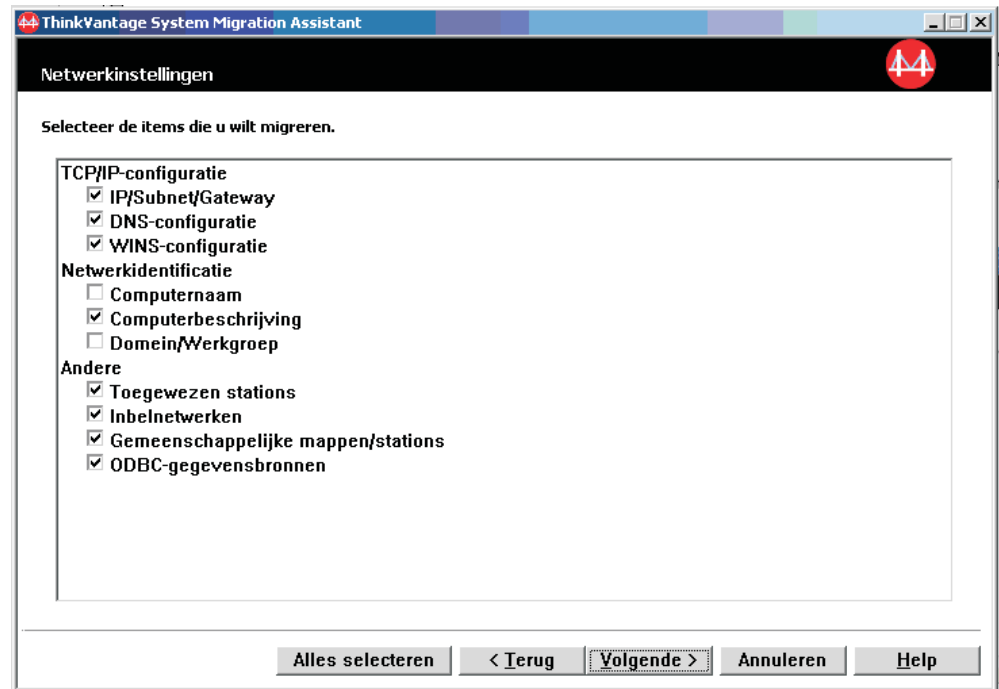 ThinkVantage System Migration Assistant
Netwerkinstellingen
Selecteer de items die u wilt migreren.
TCP/IP-configuratie
IP/Subnet/Gateway
DNS-configuratie
WINS-configuratie
Netwerkidentificatie
Computernaam
Computerbeschrijving
Domein/Werkgroep
Andere
Toegewezen stations
Inbelnetwerken
Gemeenschappelijke mappen/stations
ODBC-gegevensbronnen
Alles selecteren < Terug Volgende > Annuleren Help